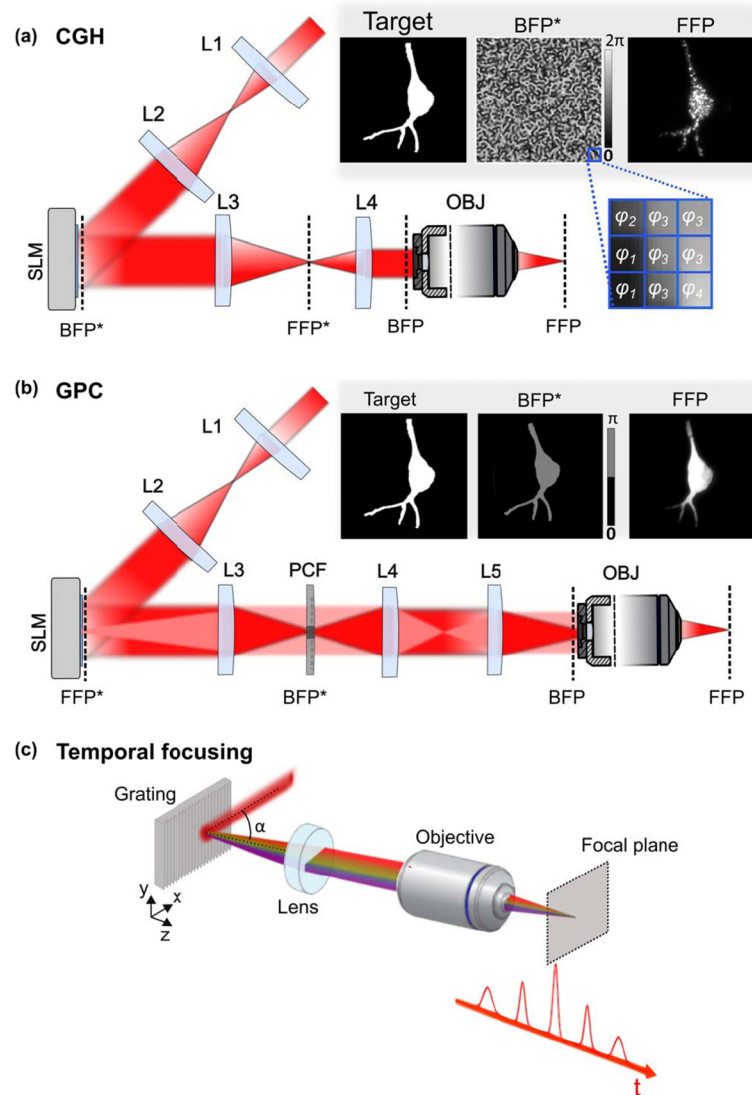 (a) CGH
Target
BFP*
FFP
2π
0
L1
L2
L3
L4
OBJ
SLM
BFP*
FFP*
BFP
FFP
φ2 φ3 φ3
φ1 φ3 φ3
φ1 φ3 φ4
(b) GPC
Target
BFP*
FFP
π
0
L1
L2
L3
PCF
L4
L5
OBJ
SLM
FFP*
BFP*
BFP
FFP
(c) Temporal focusing
Grating
α
Objective
Focal plane
Lens
y
x
z
t